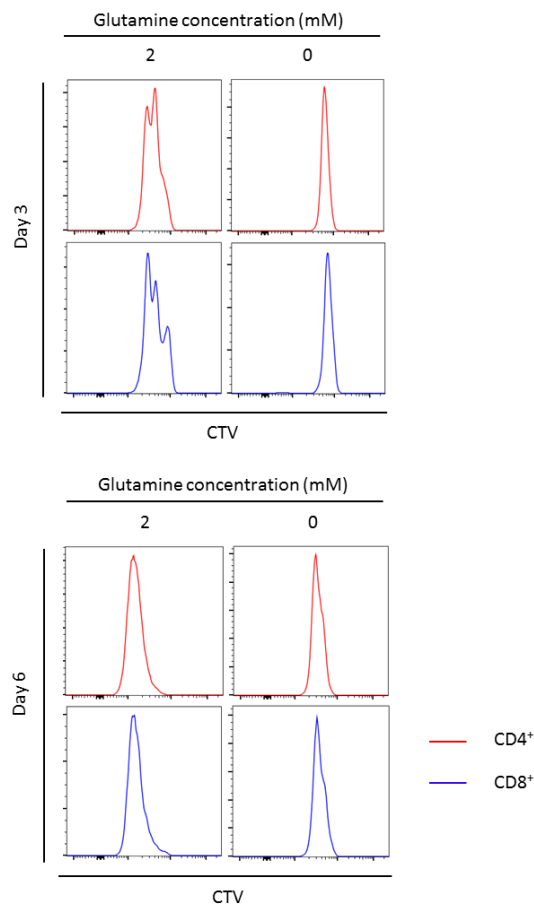 Glutamine concentration (mM)
2 0
Day 3
CTV
Glutamine concentration (mM)
2 0
Day 6
CD4+
CD8+
CTV